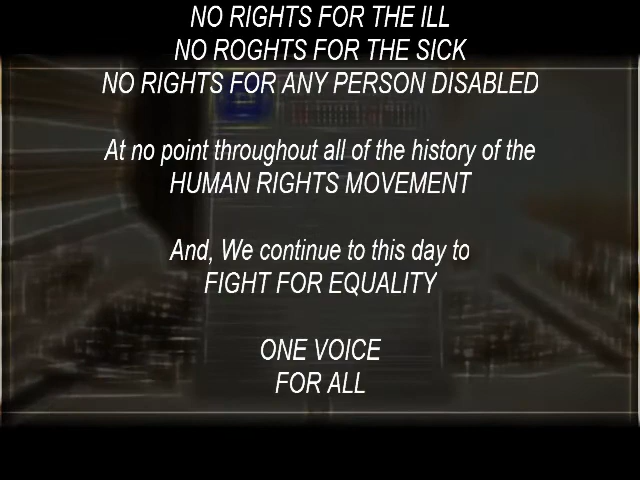 NO RIGHTS FOR THE ILL
NO ROGHTS FOR THE SICK
NO RIGHTS FOR ANY PERSON DISABLED
At no point throughout all of the history of the
HUMAN RIGHTS MOVEMENT
And, We continue to this day to
FIGHT FOR EQUALITY
ONE VOICE
FOR ALL